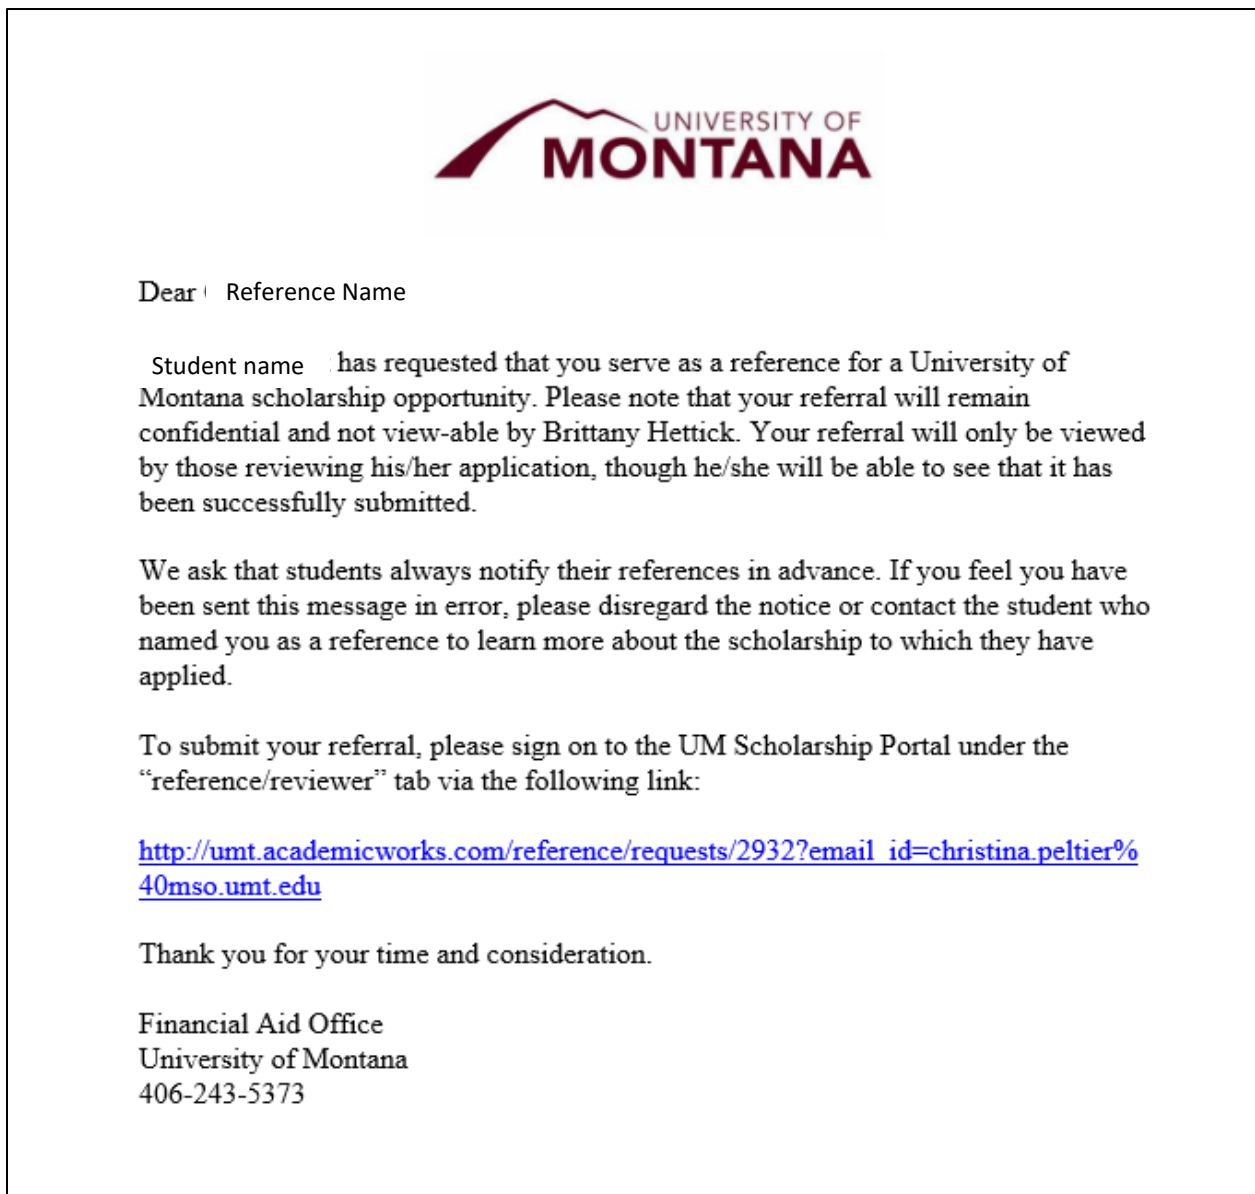 UNIVERSITY OF
MONTANA
Dear Reference Name
Student name has requested that you serve as a reference for a University of
Montana scholarship opportunity. Please note that your referral will remain
confidential and not view-able by Brittany Hettick. Your referral will only be viewed
by those reviewing his/her application, though he/she will be able to see that it has
been successfully submitted.
We ask that students always notify their references in advance. If you feel you have
been sent this message in error, please disregard the notice or contact the student who
named you as a reference to learn more about the scholarship to which they have
applied.
To submit your referral, please sign on to the UM Scholarship Portal under the
“reference/reviewer” tab via the following link:
http://umt.academicworks.com/reference/requests/2932?email_id=christina.peltier%
40mso.umt.edu
Thank you for your time and consideration.
Financial Aid Office
University of Montana
406-243-5373